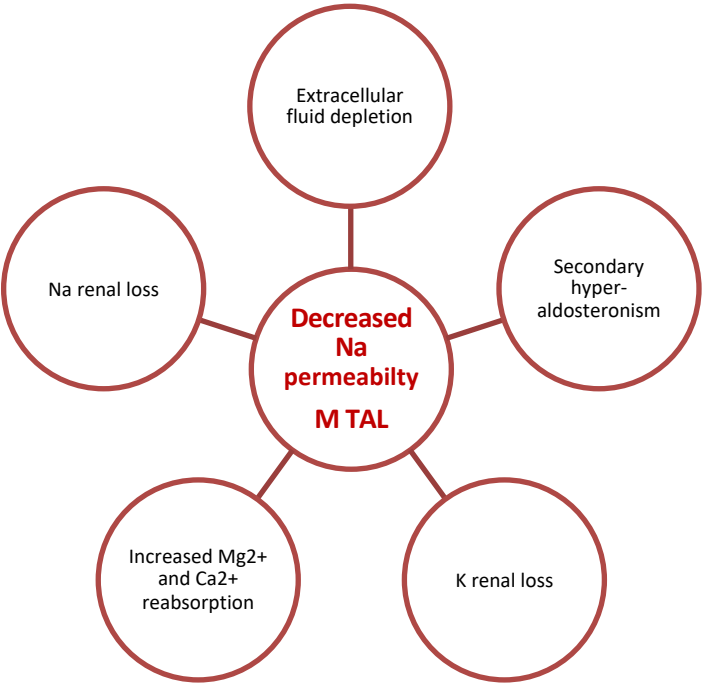 Extracellular
fluid depletion
Secondary
hyper-
aldosteronism
K renal loss
Increased Mg2+
and Ca2+
reabsorption
Na renal loss
Decreased
Na
permeabilty
M TAL